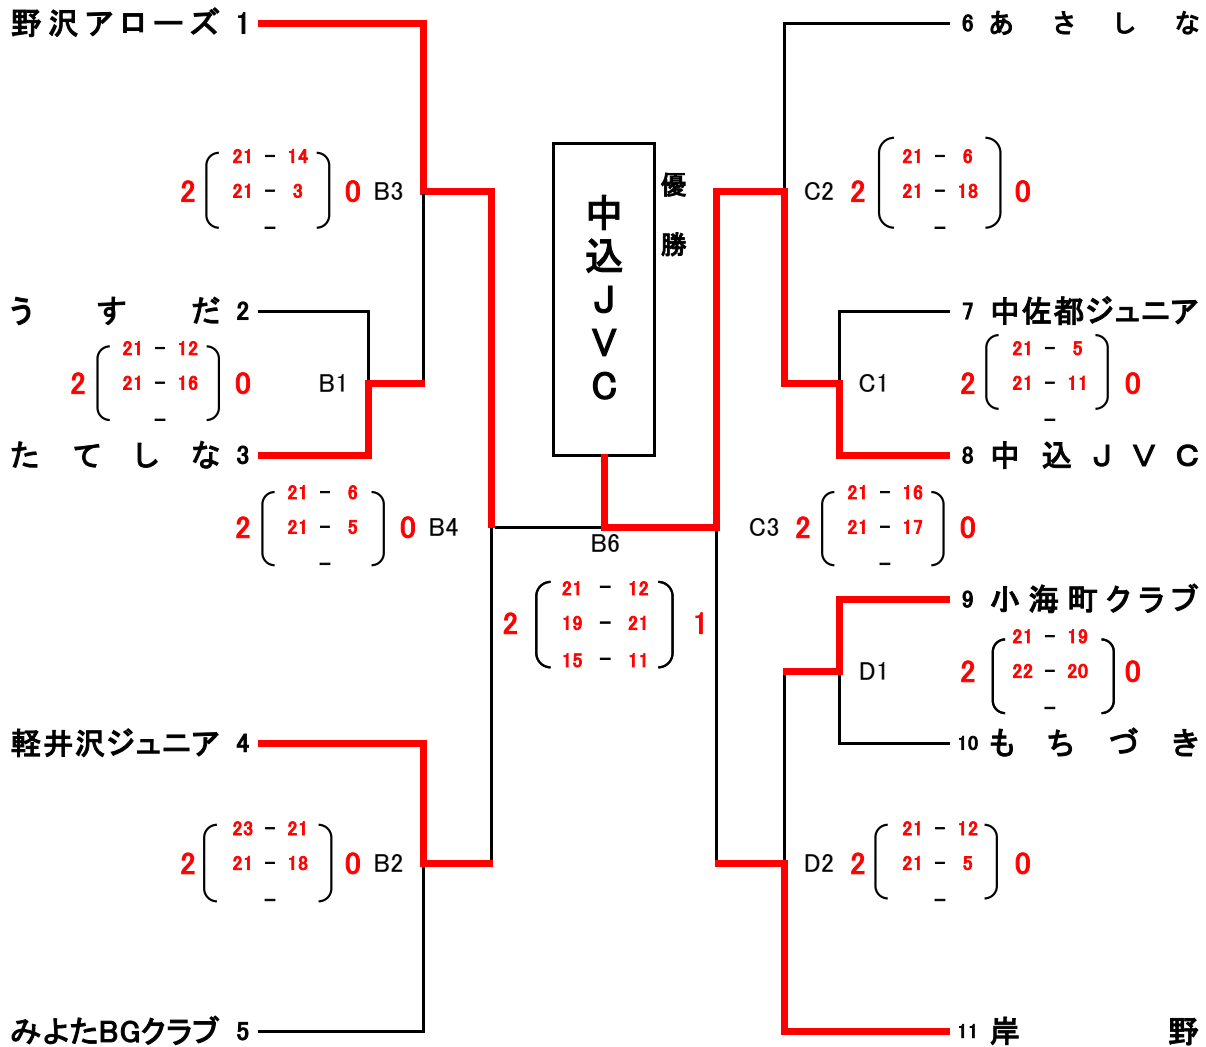 野沢アローズ 1
6 あさしな
優勝
中込JVC
21 - 14
2 21 - 3 0 B3
-
21 - 6
C2 2 21 - 18 0
-
うすだ 2
7 中佐都ジュニア
21 - 12
2 21 - 16 0 B1
-
21 - 5
C1 2 21 - 11 0
-
たてしな 3
8 中込JVC
21 - 6
2 21 - 5 0 B4
-
21 - 16
C3 2 21 - 17 0
-
B6
21 - 12
2 19 - 21 1
15 - 11
9 小海町クラブ
21 - 19
D1 2 22 - 20 0
-
軽井沢ジュニア 4
10 もちづき
23 - 21
2 21 - 18 0 B2
-
21 - 12
D2 2 21 - 5 0
-
みよたBGクラブ 5
11 岸野